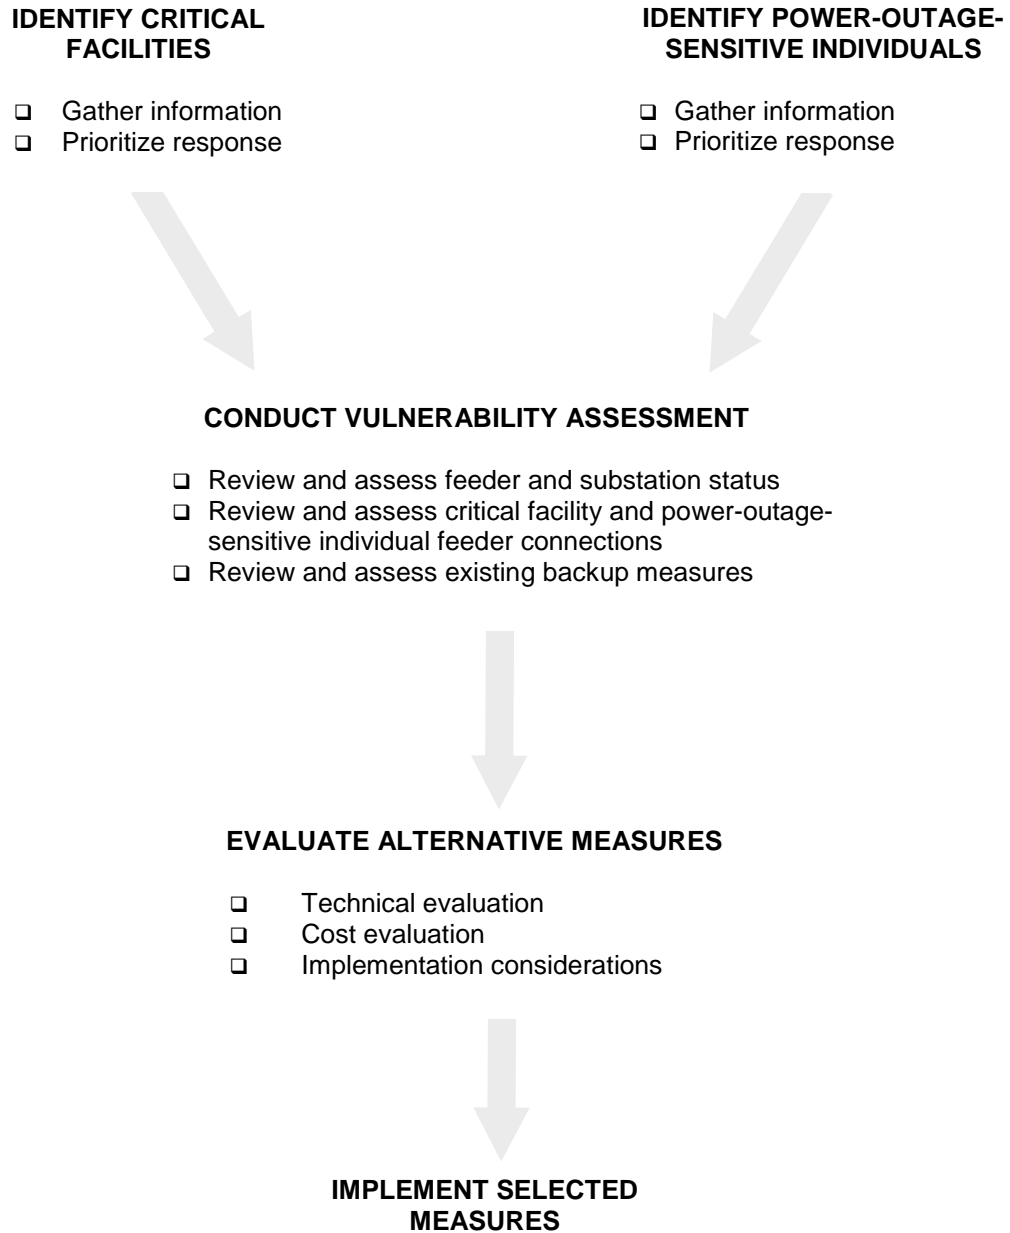 IDENTIFY CRITICAL
FACILITIES
❑ Gather information
❑ Prioritize response
IDENTIFY POWER-OUTAGE-
SENSITIVE INDIVIDUALS
❑ Gather information
❑ Prioritize response
CONDUCT VULNERABILITY ASSESSMENT
❑ Review and assess feeder and substation status
❑ Review and assess critical facility and power-outage-
sensitive individual feeder connections
❑ Review and assess existing backup measures
EVALUATE ALTERNATIVE MEASURES
❑ Technical evaluation
❑ Cost evaluation
❑ Implementation considerations
IMPLEMENT SELECTED
MEASURES